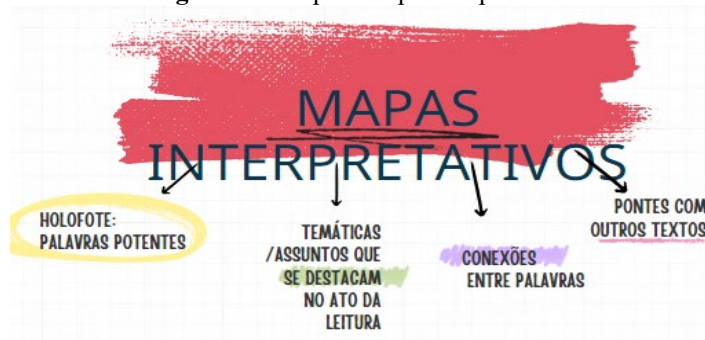 MAPAS
INTERPRETATIVOS
HOLOFOTE:
PALAVRAS POTENTES
TEMÁTICAS
/ASSUNTOS QUE
SE DESTACAM
NO ATO DA
LEITURA
CONEXÕES
ENTRE PALAVRAS
PONTES COM
OUTROS TEXTOS